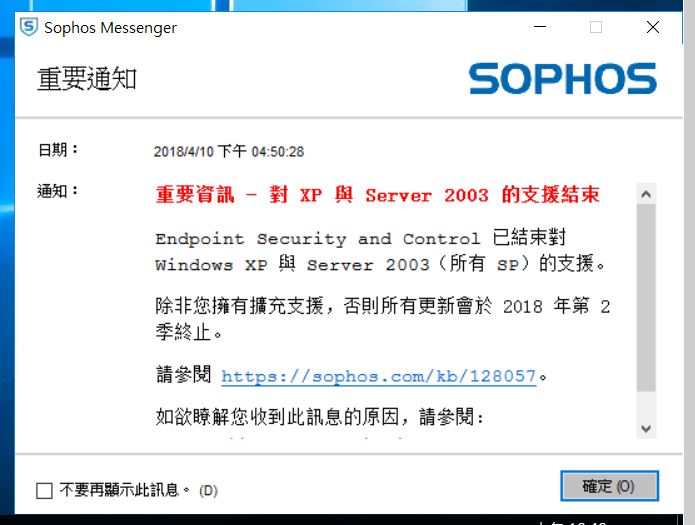 Sophos Messenger
重要通知
SOPHOS
日期：
2018/4/10 下午 04:50:28
通知：
重要資訊 - 對 XP 與 Server 2003 的支援結束
Endpoint Security and Control 已結束對
Windows XP 與 Server 2003（所有 SP）的支援。
除非您擁有擴充支援，否則所有更新會於 2018 年第 2
季終止。
請參閱 https://sophos.com/kb/128057。
如欲瞭解您收到此訊息的原因，請參閱：
不要再顯示此訊息。 (D)
確定 (O)